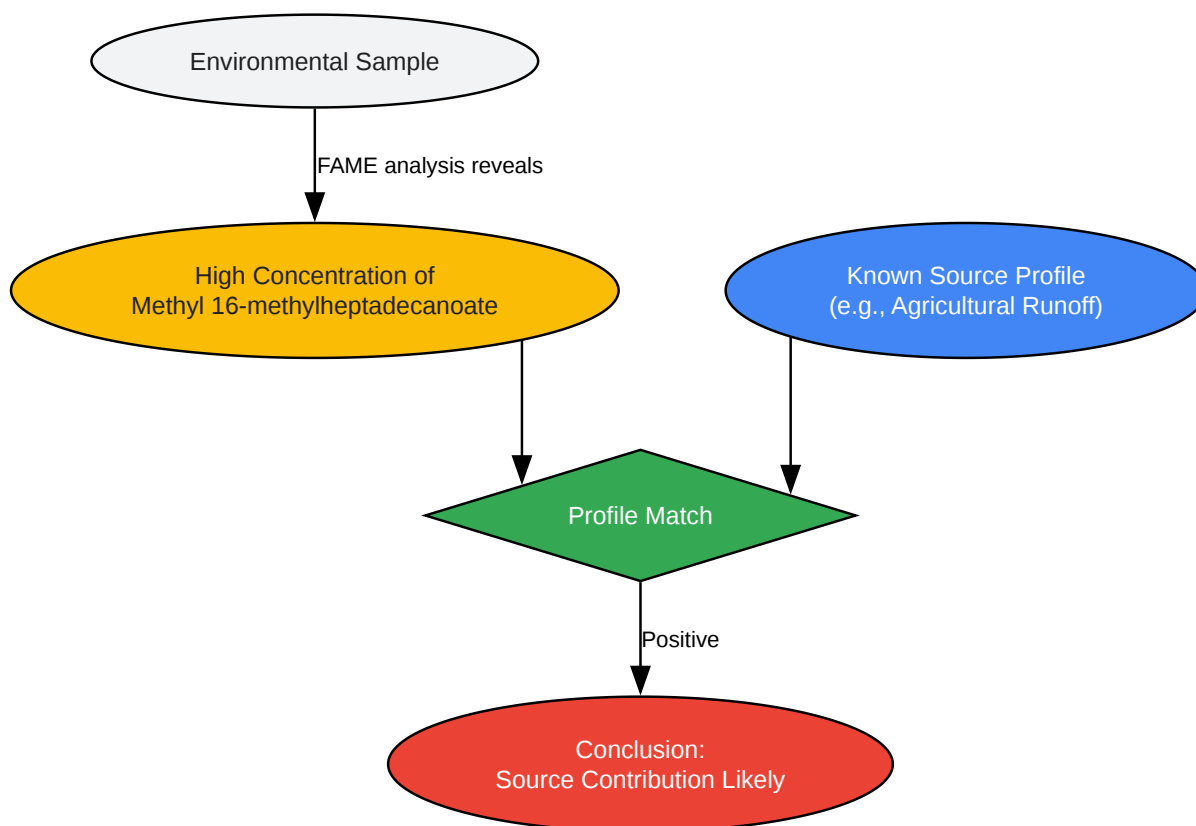 Environmental Sample
FAME analysis reveals
High Concentration of
Methyl 16-methylheptadecanoate
Known Source Profile
(e.g., Agricultural Runoff)
Profile Match
Positive
Conclusion:
Source Contribution Likely